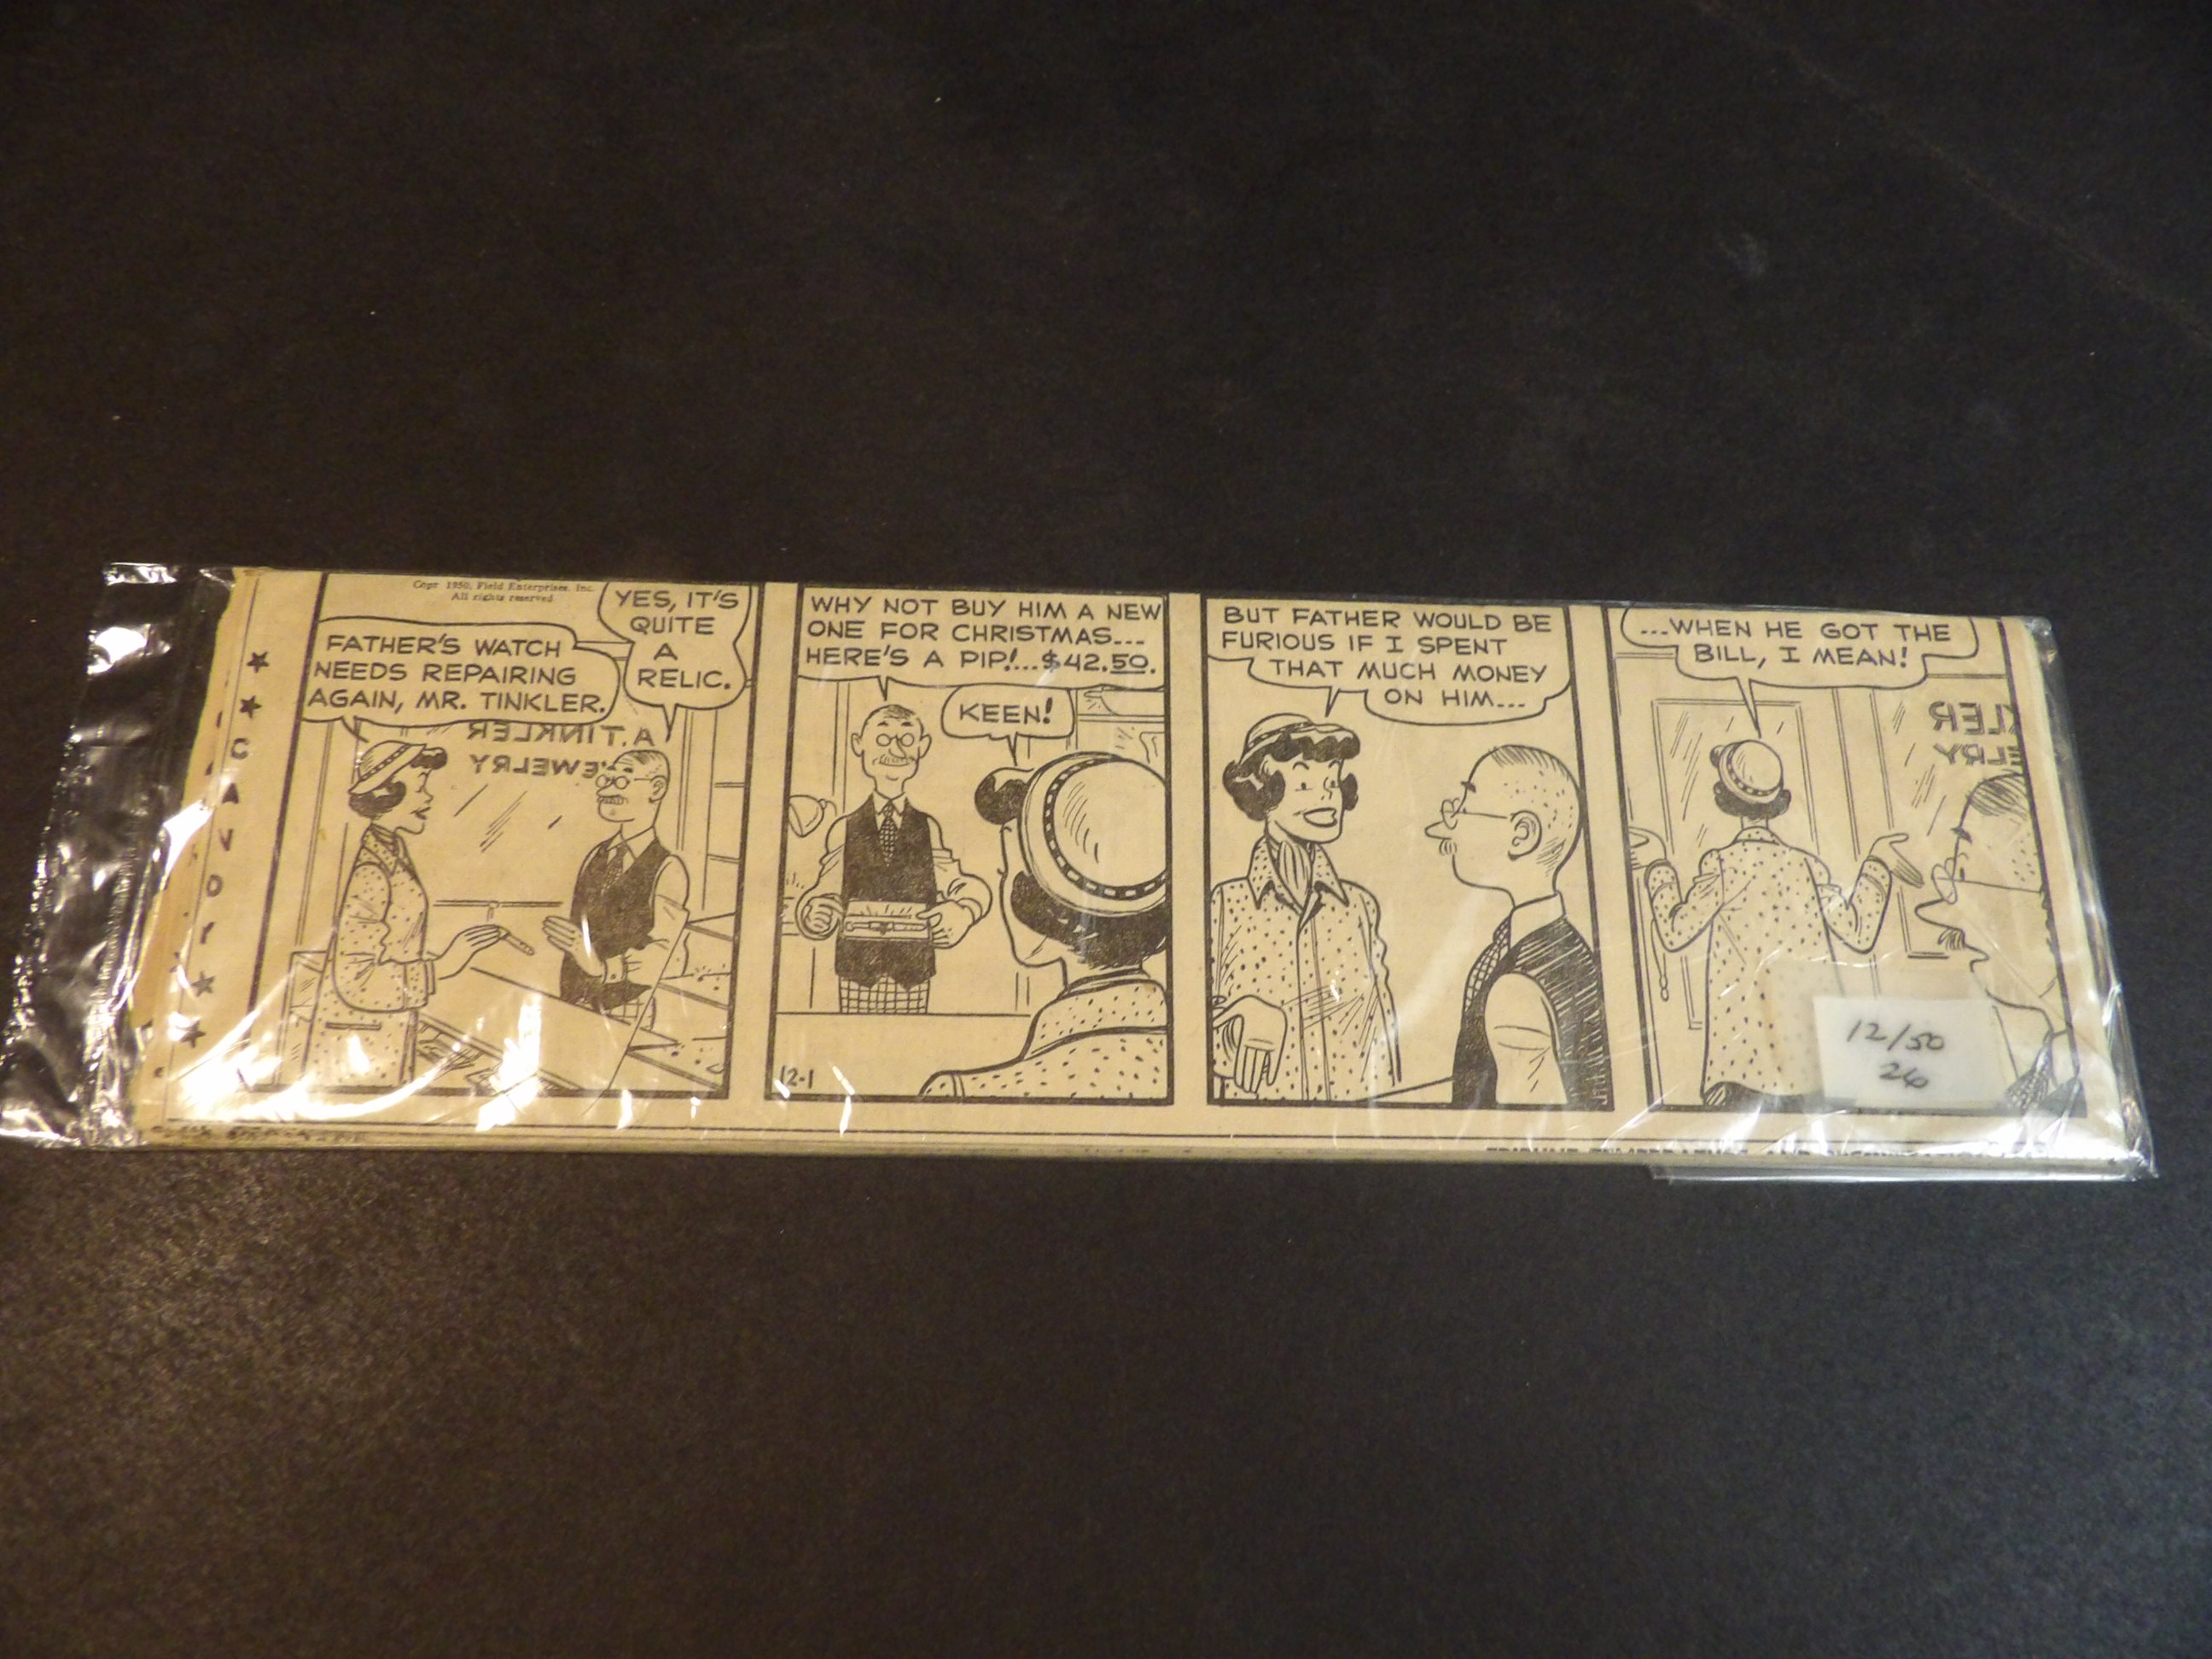 Copr. 1950, Field Enterprises, Inc.
All rights reserved.
FATHER'S WATCH
NEEDS REPAIRING
AGAIN, MR. TINKLER.
YES, IT'S
QUITE
A
RELIC.
A. TINKLER
JEWELRY
WHY NOT BUY HIM A NEW
ONE FOR CHRISTMAS...
HERE'S A PIP!...$42.50.
KEEN!
12-1
BUT FATHER WOULD BE
FURIOUS IF I SPENT
THAT MUCH MONEY
ON HIM...
...WHEN HE GOT THE
BILL, I MEAN!
KLER
ELRY
12/50
26